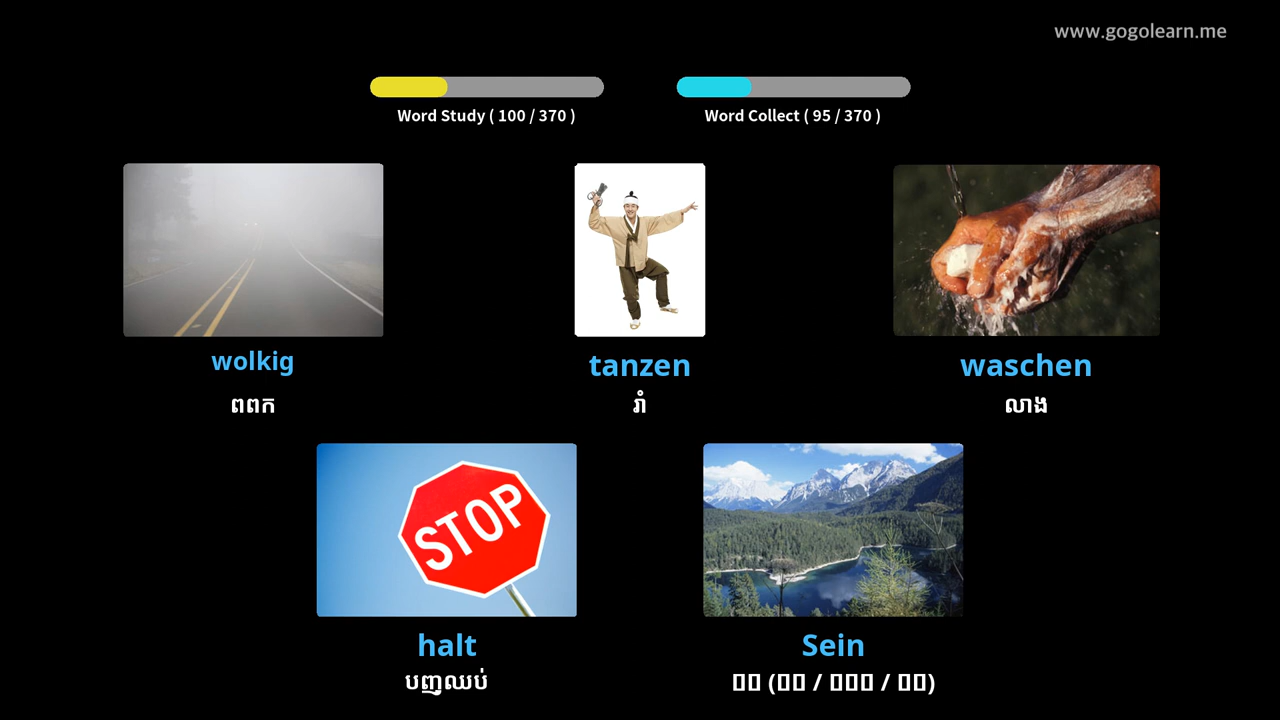 www.gogolearn.me
Word Study ( 100 / 370 )
Word Collect ( 95 / 370 )
wolkig
ពពក
tanzen
រាំ
waschen
លាង
STOP
halt
បញ្ឈប់
Sein